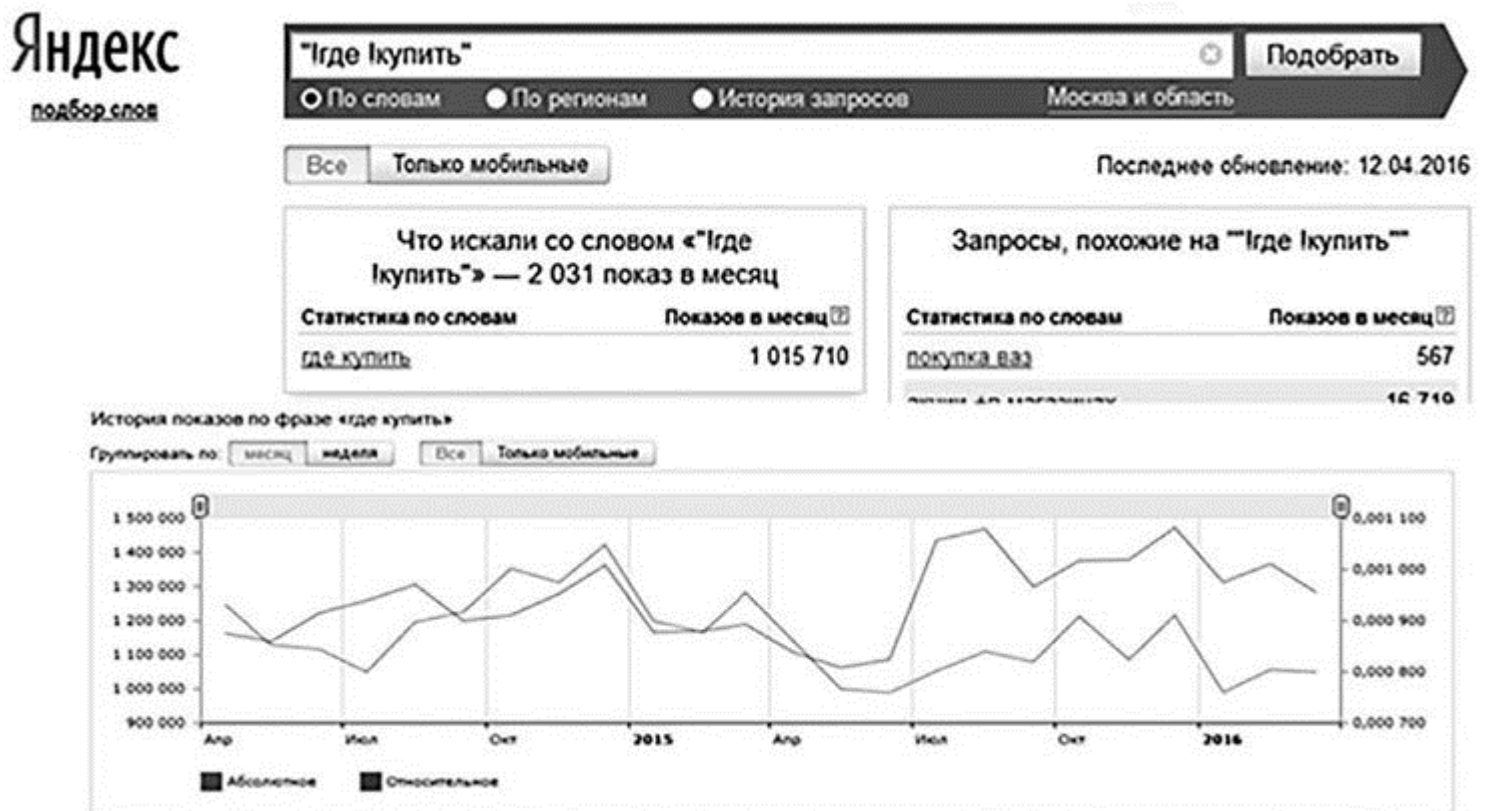 Яндекс
подбор слов
"!где !купить"
Подобрать
По словам По регионам История запросов Москва и область
Все Только мобильные
Последнее обновление: 12.04.2016
Что искали со словом «"!где
!купить"» — 2 031 показ в месяц
Статистика по словам Показов в месяц ?
где купить 1 015 710
Запросы, похожие на ""!где !купить""
Статистика по словам Показов в месяц ?
покупка ваз 567
акции +в магазинах 16 719
История показов по фразе «где купить»
Группировать по: месяц неделя Все Только мобильные
1 500 000
1 400 000
1 300 000
1 200 000
1 100 000
1 000 000
900 000
0,001 100
0,001 000
0,000 900
0,000 800
0,000 700
Апр Июл Окт 2015 Апр Июл Окт 2016
Абсолютное Относительное